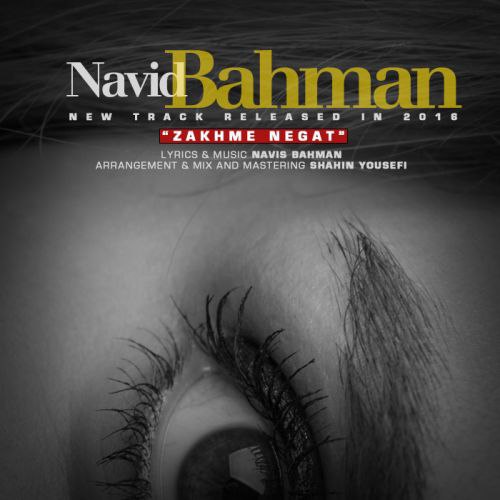 Navid Bahman
NEW TRACK RELEASED IN 2016
"ZAKHME NEGAT"
LYRICS & MUSIC NAVIS BAHMAN
ARRANGEMENT & MIX AND MASTERING SHAHIN YOUSEFI